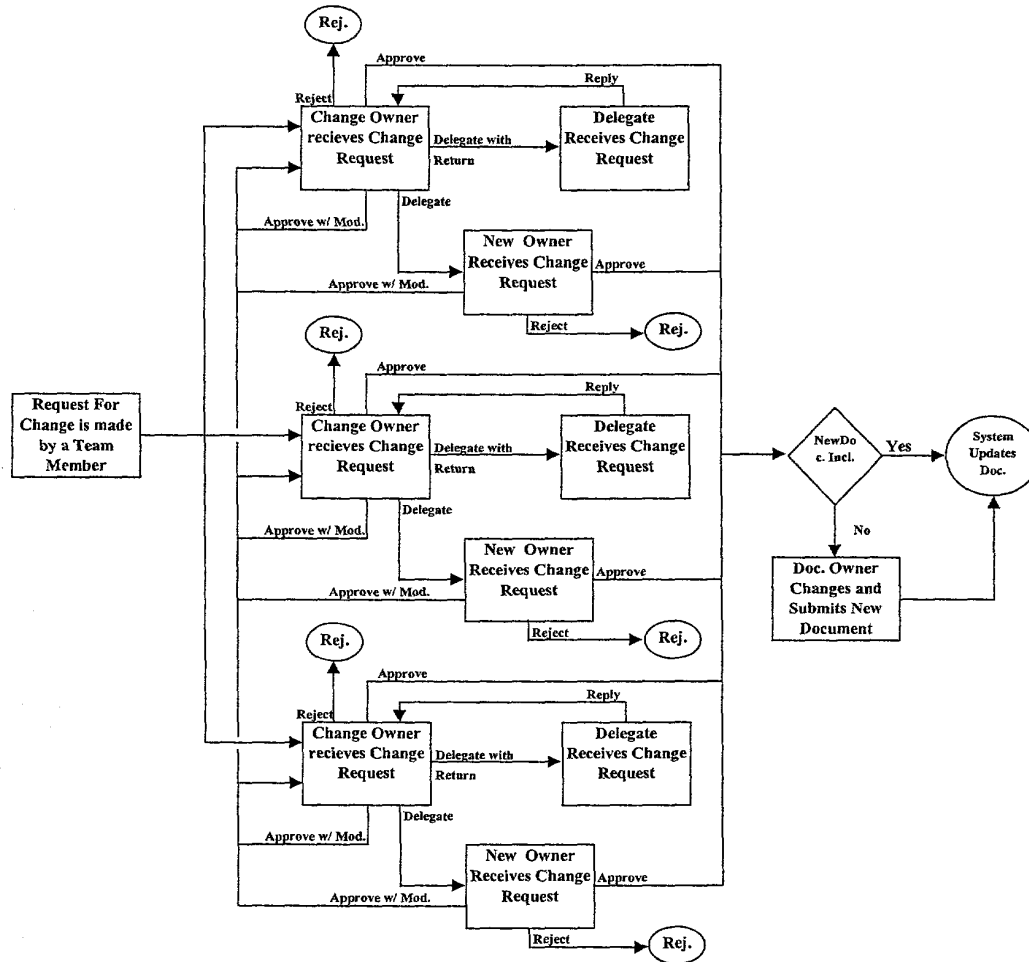 Rej.
Approve
Reply
Reject
Change Owner
recieves Change
Request
Delegate with
Return
Delegate
Receives Change
Request
Delegate
Approve w/ Mod.
New Owner
Receives Change
Request
Approve
Approve w/ Mod.
Reject
Rej.
Rej.
Approve
Reply
Reject
Change Owner
recieves Change
Request
Delegate with
Return
Delegate
Receives Change
Request
Request For
Change is made
by a Team
Member
NewDo
c. Incl.
Yes
System
Updates
Doc.
Delegate
Approve w/ Mod.
No
New Owner
Receives Change
Request
Approve
Approve w/ Mod.
Doc. Owner
Changes and
Submits New
Document
Reject
Rej.
Rej.
Approve
Reply
Reject
Change Owner
recieves Change
Request
Delegate with
Return
Delegate
Receives Change
Request
Delegate
Approve w/ Mod.
New Owner
Receives Change
Request
Approve
Approve w/ Mod.
Reject
Rej.